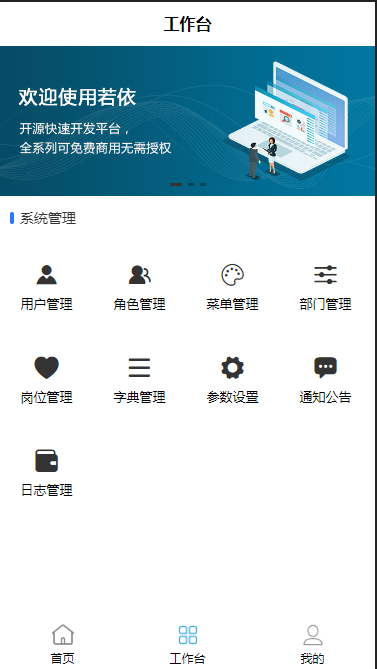 工作台
欢迎使用若依
开源快速开发平台，
全系列可免费商用无需授权
系统管理
用户管理 角色管理 菜单管理 部门管理
岗位管理 字典管理 参数设置 通知公告
日志管理
首页 工作台 我的